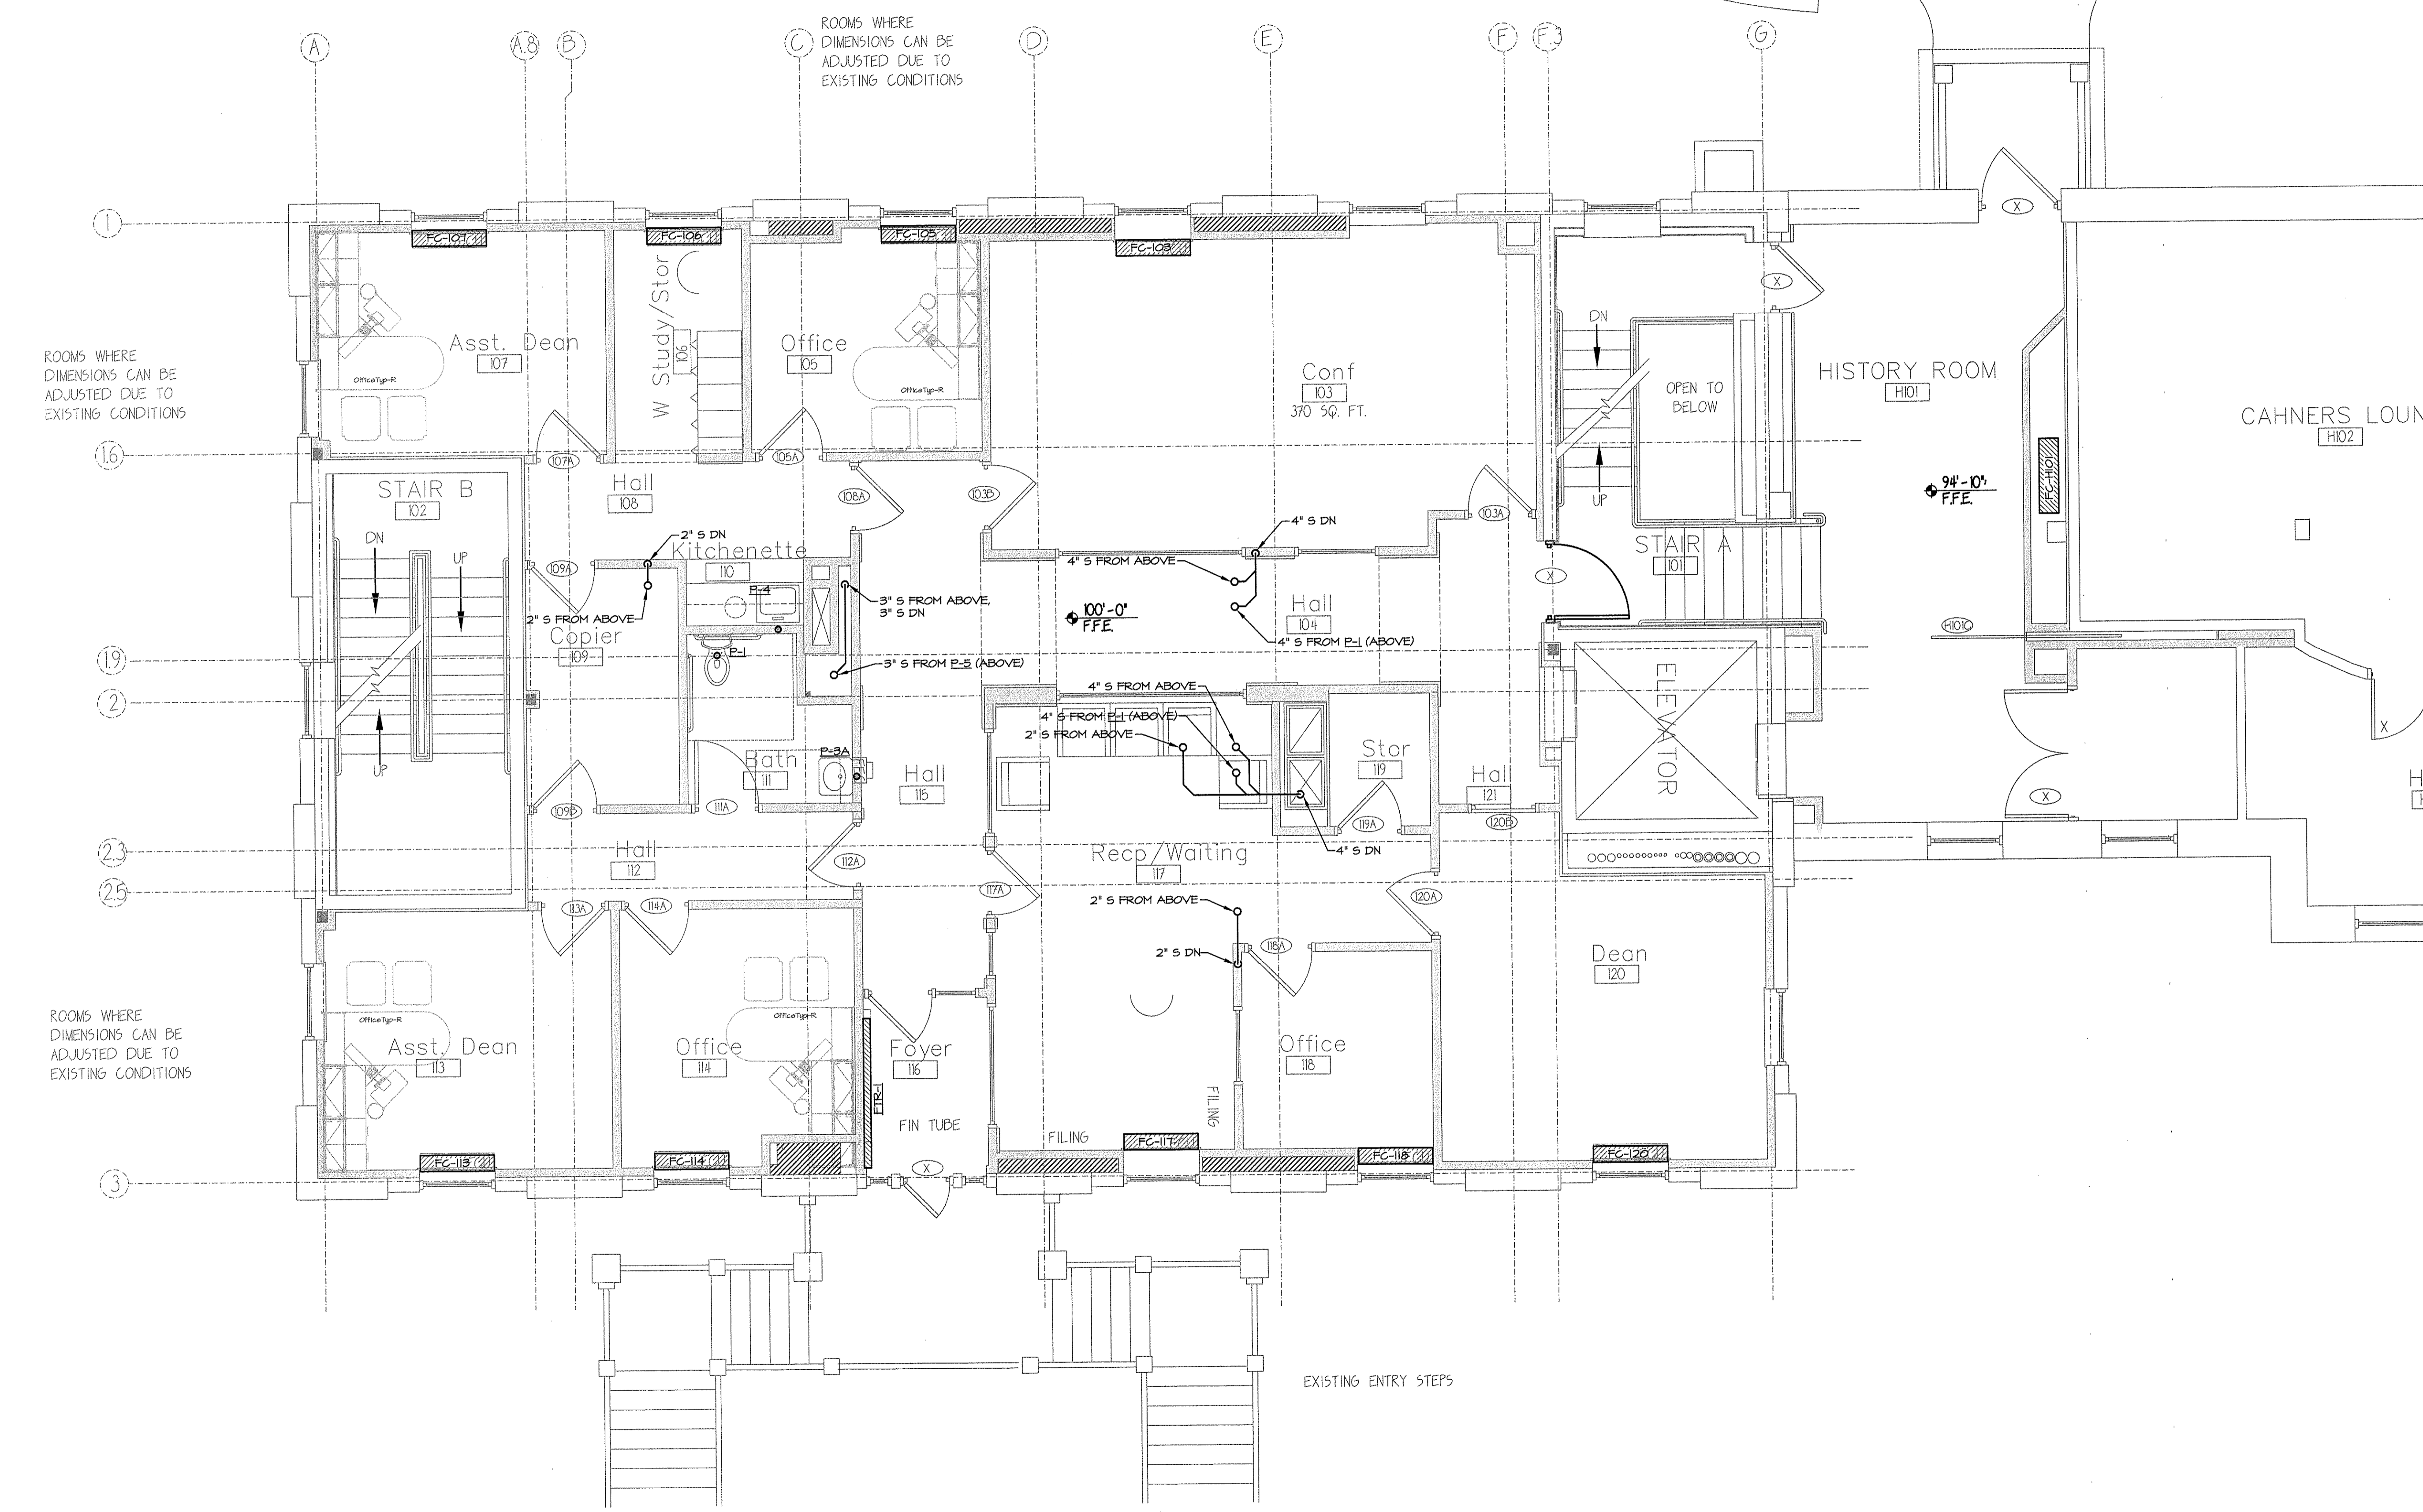 ROOMS WHERE
DIMENSIONS CAN BE
ADJUSTED DUE TO
EXISTING CONDITIONS
A
A.8
B
C
D
E
F
F.3
G
1
FC-107
FC-106
FC-105
FC-103
X
X
Asst. Dean
107
OfficeTyp-R
W Study/Stor
106
Office
105
OfficeTyp-R
Conf
103
370 SQ. FT.
DN
UP
OPEN TO
BELOW
HISTORY ROOM
H101
CAHNERS LOUN
H102
FC-H101
94'-10"±
F.F.E.
ROOMS WHERE
DIMENSIONS CAN BE
ADJUSTED DUE TO
EXISTING CONDITIONS
1.6
107A
105A
108A
103B
103A
STAIR B
102
DN
UP
UP
Hall
108
2" S DN
Kitchenette
110
109A
P-4
2" S FROM ABOVE
Copier
109
P-1
3" S FROM ABOVE,
3" S DN
3" S FROM P-5 (ABOVE)
4" S DN
4" S FROM ABOVE
100'-0"
F.F.E.
Hall
104
4" S FROM P-1 (ABOVE)
X
STAIR A
101
H101C
1.9
2
ELEVATOR
4" S FROM ABOVE
4" S FROM P-1 (ABOVE)
2" S FROM ABOVE
P-3A
Bath
111
109B
111A
Hall
115
Stor
119
119A
Hall
121
120B
X
X
H
2.3
Hall
112
112A
Recp/Waiting
117
4" S DN
2.5
113A
114A
117A
120A
2" S FROM ABOVE
2" S DN
118A
Dean
120
ROOMS WHERE
DIMENSIONS CAN BE
ADJUSTED DUE TO
EXISTING CONDITIONS
OfficeTyp-R
Asst. Dean
113
OfficeTyp-R
Office
114
Foyer
116
FTR-1
FIN TUBE
Office
118
FILING
FILING
FC-113
FC-114
X
FC-117
FC-118
FC-120
3
EXISTING ENTRY STEPS